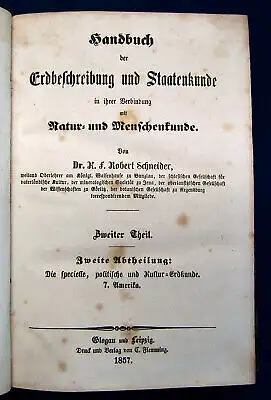 Handbuch
der
Erdbeschreibung und Staatenkunde
in ihrer Verbindung
mit
Natur- und Menschenkunde.
Von
Dr. K. F. Robert Schneider,
weiland Oberlehrer am Königl. Waisenhause zu Bunzlau, der schlesischen Gesellschaft für
vaterländische Kultur, der mineralogischen Societät zu Jena, der oberlausitzischen Gesellschaft
der Wissenschaften zu Görlitz, der botanischen Gesellschaft zu Regensburg
correspondirendem Mitgliede.
Zweiter Theil.
Zweite Abtheilung:
Die specielle, politische und Kultur-Erdkunde.
7. Amerika.
Glogau und Leipzig.
Druck und Verlag von C. Flemming.
1857.